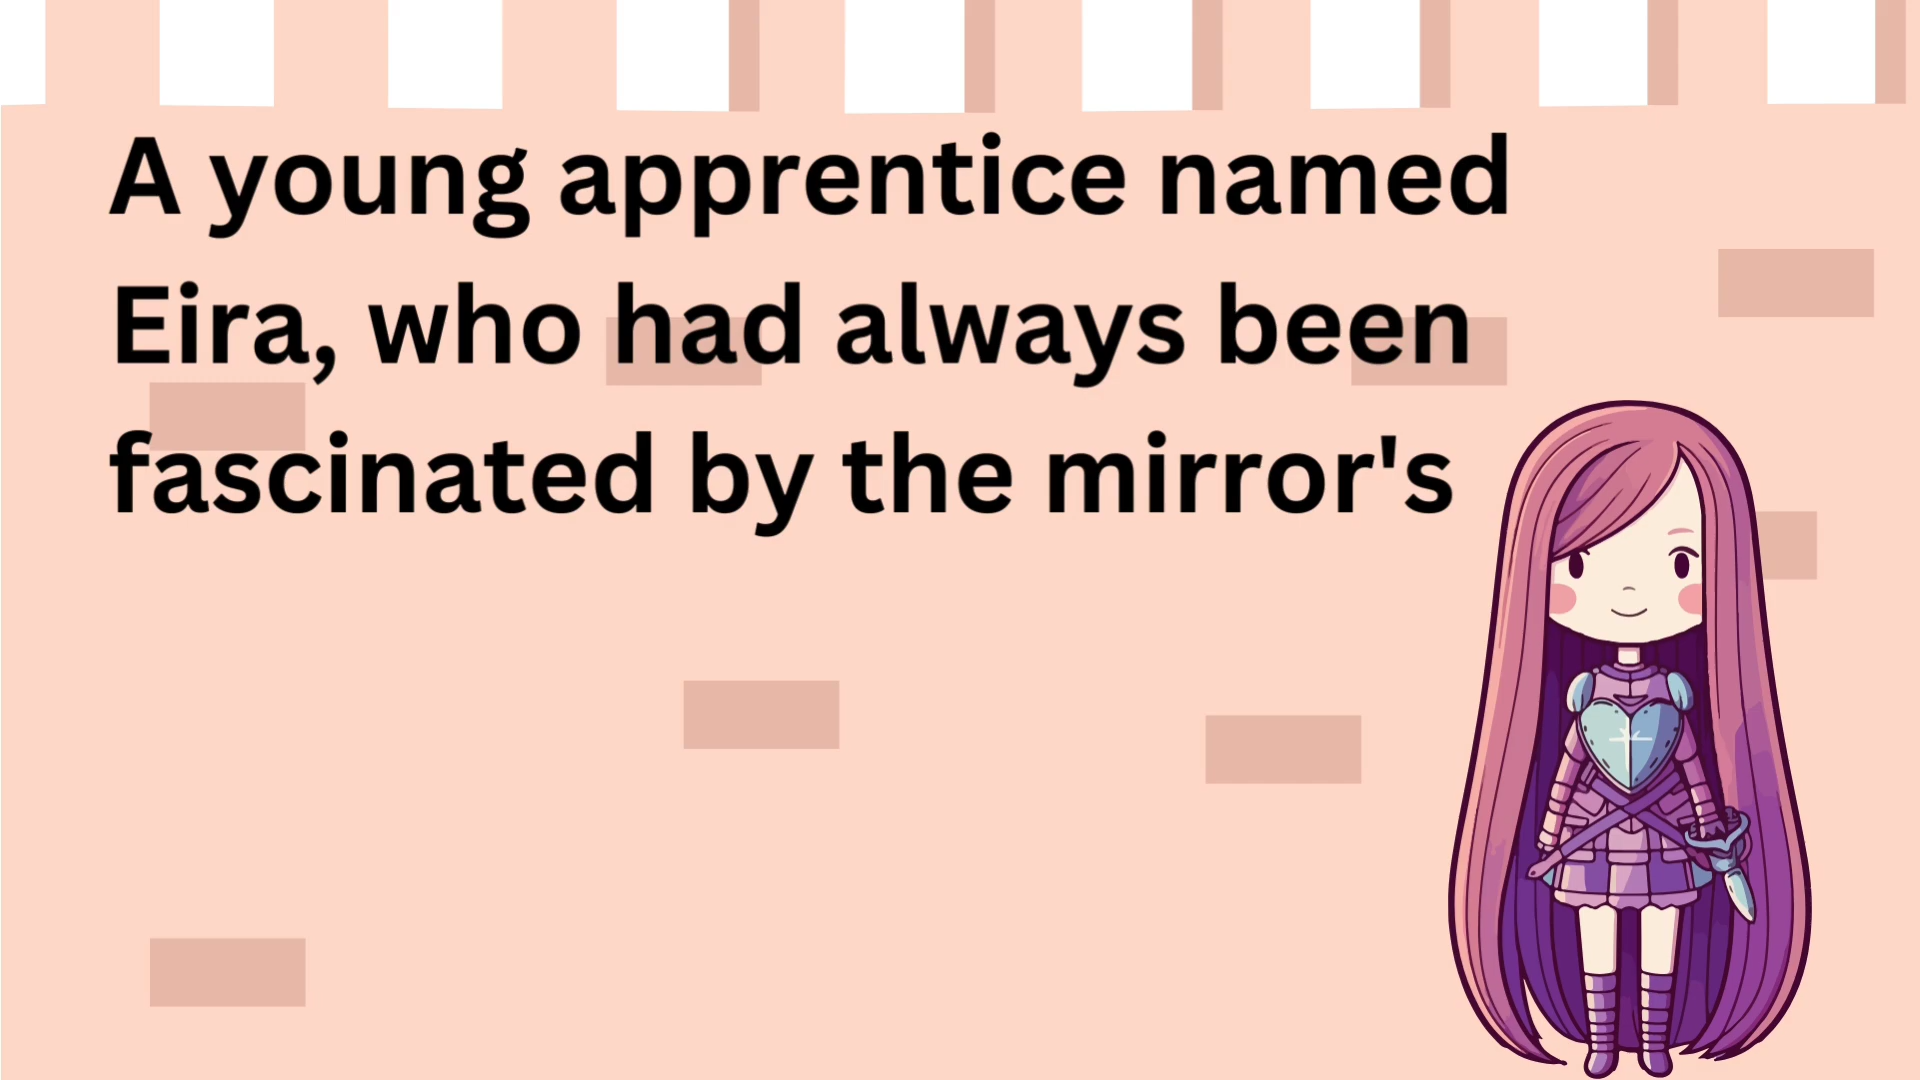 A young apprentice named
Eira, who had always been
fascinated by the mirror's